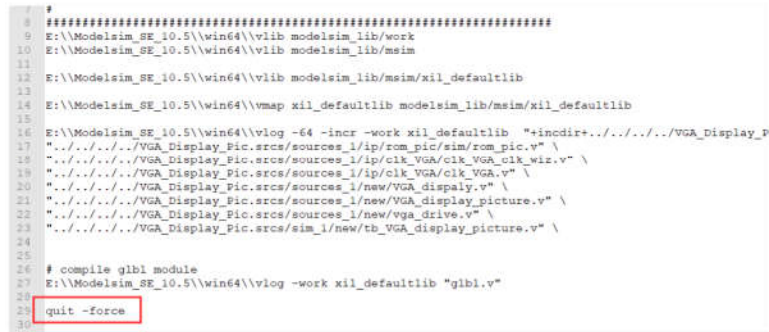 7 #
8 ######################################################################
9 E:\\Modelsim_SE_10.5\\win64\\vlib modelsim_lib/work
10 E:\\Modelsim_SE_10.5\\win64\\vlib modelsim_lib/msim
11
12 E:\\Modelsim_SE_10.5\\win64\\vlib modelsim_lib/msim/xil_defaultlib
13
14 E:\\Modelsim_SE_10.5\\win64\\vmap xil_defaultlib modelsim_lib/msim/xil_defaultlib
15
16 E:\\Modelsim_SE_10.5\\win64\\vlog -64 -incr -work xil_defaultlib "+incdir+../../../../VGA_Display_P
17 "../../../../VGA_Display_Pic.srcs/sources_1/ip/rom_pic/sim/rom_pic.v" \
18 "../../../../VGA_Display_Pic.srcs/sources_1/ip/clk_VGA/clk_VGA_clk_wiz.v" \
19 "../../../../VGA_Display_Pic.srcs/sources_1/ip/clk_VGA/clk_VGA.v" \
20 "../../../../VGA_Display_Pic.srcs/sources_1/new/VGA_dispaly.v" \
21 "../../../../VGA_Display_Pic.srcs/sources_1/new/VGA_display_picture.v" \
22 "../../../../VGA_Display_Pic.srcs/sources_1/new/vga_drive.v" \
23 "../../../../VGA_Display_Pic.srcs/sim_1/new/tb_VGA_display_picture.v" \
24
25
26 # compile glbl module
27 E:\\Modelsim_SE_10.5\\win64\\vlog -work xil_defaultlib "glbl.v"
28
29 quit -force
30